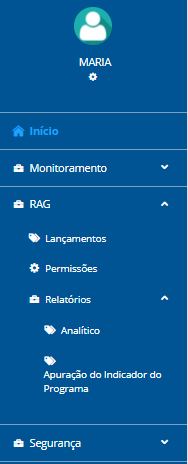 MARIA
Início
Monitoramento
RAG
Lançamentos
Permissões
Relatórios
Analítico
Apuração do Indicador do
Programa
Segurança